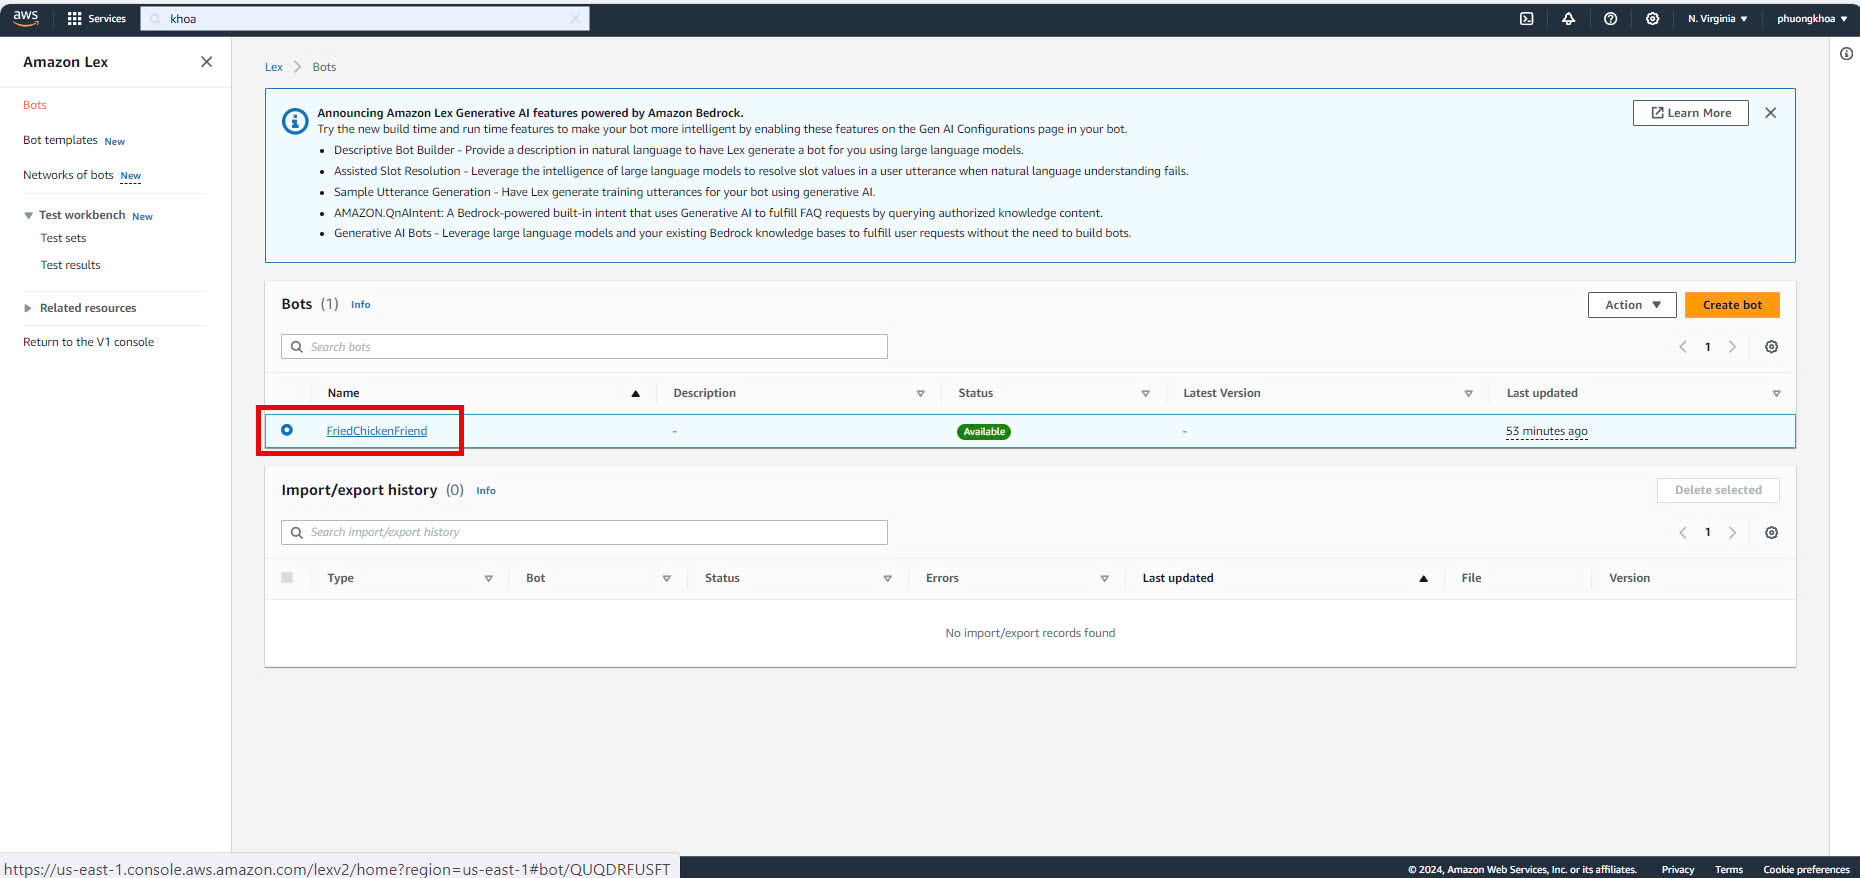 aws Services khoa N. Virginia phuongkhoa
Amazon Lex
Bots
Bot templates New
Networks of bots New
Test workbench New
Test sets
Test results
Related resources
Return to the V1 console
Lex Bots
Announcing Amazon Lex Generative AI features powered by Amazon Bedrock.
Learn More
Try the new build time and run time features to make your bot more intelligent by enabling these features on the Gen AI Configurations page in your bot.
• Descriptive Bot Builder - Provide a description in natural language to have Lex generate a bot for you using large language models.
• Assisted Slot Resolution - Leverage the intelligence of large language models to resolve slot values in a user utterance when natural language understanding fails.
• Sample Utterance Generation - Have Lex generate training utterances for your bot using generative AI.
• AMAZON.QnAIntent: A Bedrock-powered built-in intent that uses Generative AI to fulfill FAQ requests by querying authorized knowledge content.
• Generative AI Bots - Leverage large language models and your existing Bedrock knowledge bases to fulfill user requests without the need to build bots.
Bots (1) Info
Action Create bot
Search bots
1
Name Description Status Latest Version Last updated
FriedChickenFriend - Available - 53 minutes ago
Import/export history (0) Info
Delete selected
Search import/export history
1
Type Bot Status Errors Last updated File Version
No import/export records found
https://us-east-1.console.aws.amazon.com/lexv2/home?region=us-east-1#bot/QUQDRFUSFT
© 2024, Amazon Web Services, Inc. or its affiliates. Privacy Terms Cookie preferences